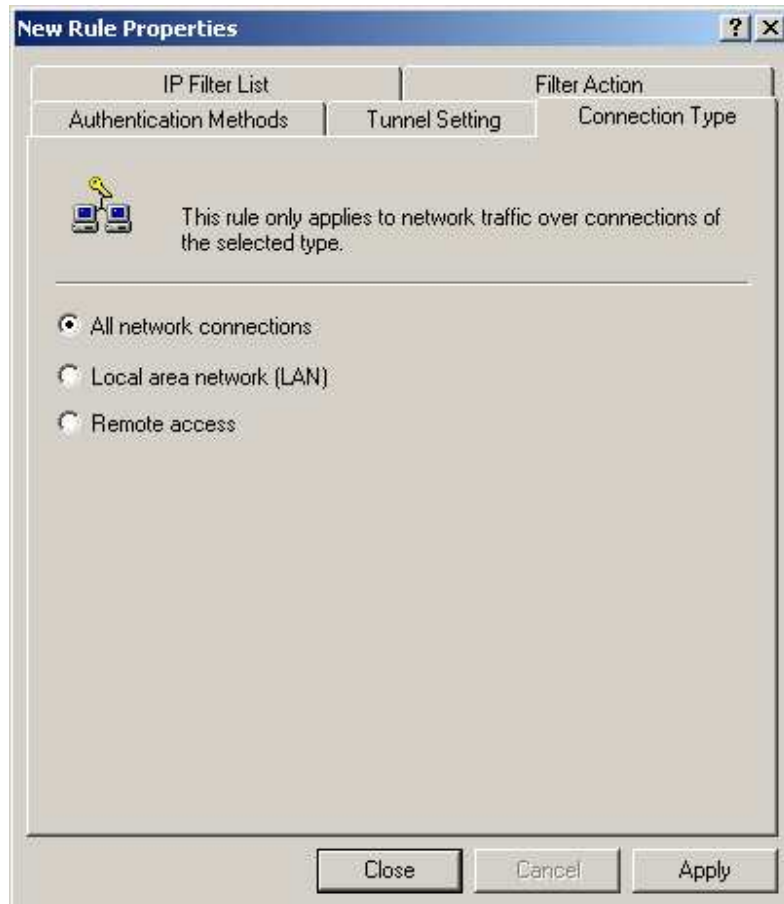 New Rule Properties
IP Filter List
Filter Action
Authentication Methods
Tunnel Setting
Connection Type
This rule only applies to network traffic over connections of
the selected type.
All network connections
Local area network (LAN)
Remote access
Close
Cancel
Apply